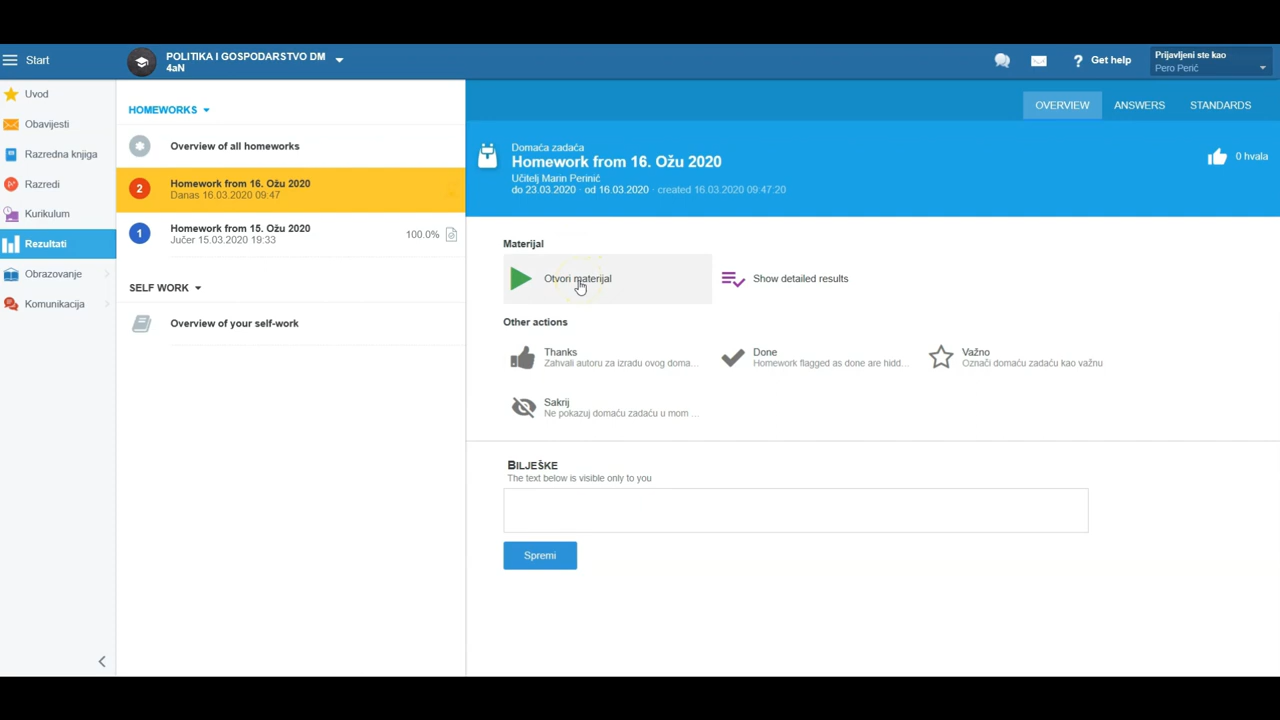 Start
POLITIKA I GOSPODARSTVO DM
4aN
Get help
Prijavljeni ste kao
Pero Perić
Uvod
Obavijesti
Razredna knjiga
Razredi
Kurikulum
Rezultati
Obrazovanje
Komunikacija
HOMEWORKS
Overview of all homeworks
2
Homework from 16. Ožu 2020
Danas 16.03.2020 09:47
1
Homework from 15. Ožu 2020
Jučer 15.03.2020 19:33
100.0%
SELF WORK
Overview of your self-work
OVERVIEW
ANSWERS
STANDARDS
Domaća zadaća
Homework from 16. Ožu 2020
Učitelj Marin Perinić
do 23.03.2020 · od 16.03.2020 · created 16.03.2020 09:47:20
0 hvala
Materijal
Otvori materijal
Show detailed results
Other actions
Thanks
Zahvali autoru za izradu ovog doma...
Done
Homework flagged as done are hidd...
Važno
Označi domaću zadaću kao važnu
Sakrij
Ne pokazuj domaću zadaću u mom ...
BILJEŠKE
The text below is visible only to you
Spremi